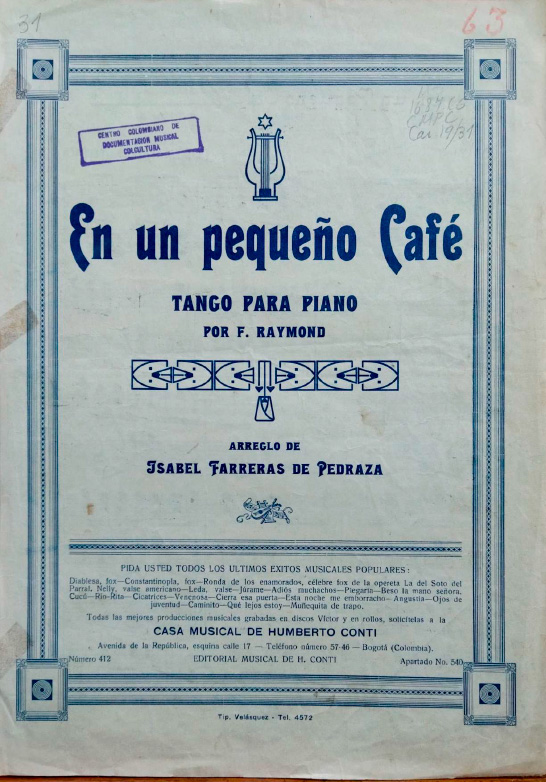 31
63
CENTRO COLOMBIANO DE
DOCUMENTACION MUSICAL
COLCULTURA
En un pequeño Café
TANGO PARA PIANO
POR F. RAYMOND
ARREGLO DE
ISABEL FARRERAS DE PEDRAZA
PIDA USTED TODOS LOS ULTIMOS EXITOS MUSICALES POPULARES:
Diablesa, fox—Constantinopla, fox—Ronda de los enamorados, célebre fox de la opereta La del Soto del
Parral, Nelly, valse americano—Leda, valse—Júrame—Adiós muchachos—Plegaria—Beso la mano señora.
Cucú—Río-Rita—Cicatrices—Venenosa—Cierra esa puerta—Esta noche me emborracho—Angustia—Ojos de
juventud—Caminito—Qué lejos estoy—Muñequita de trapo.
Todas las mejores producciones musicales grabadas en discos Víctor y en rollos, solicítelas a la
CASA MUSICAL DE HUMBERTO CONTI
Avenida de la República, esquina calle 17 — Teléfono número 57-46 — Bogotá (Colombia).
Número 412 EDITORIAL MUSICAL DE H. CONTI Apartado No. 540
Tip. Velásquez - Tel. 4572